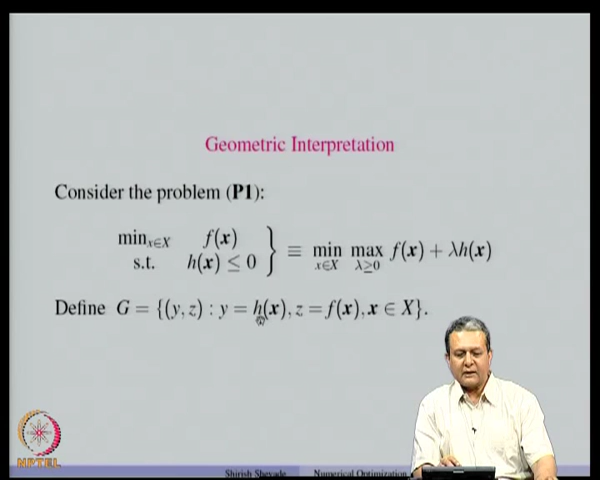 Geometric Interpretation
Consider the problem (P1):
min_{x∈X} f(x)
s.t. h(x) ≤ 0 } ≡ min_{x∈X} max_{λ≥0} f(x) + λh(x)
Define G = {(y, z) : y = h(x), z = f(x), x ∈ X}.
NPTEL
Shirish Shevade Numerical Optimization